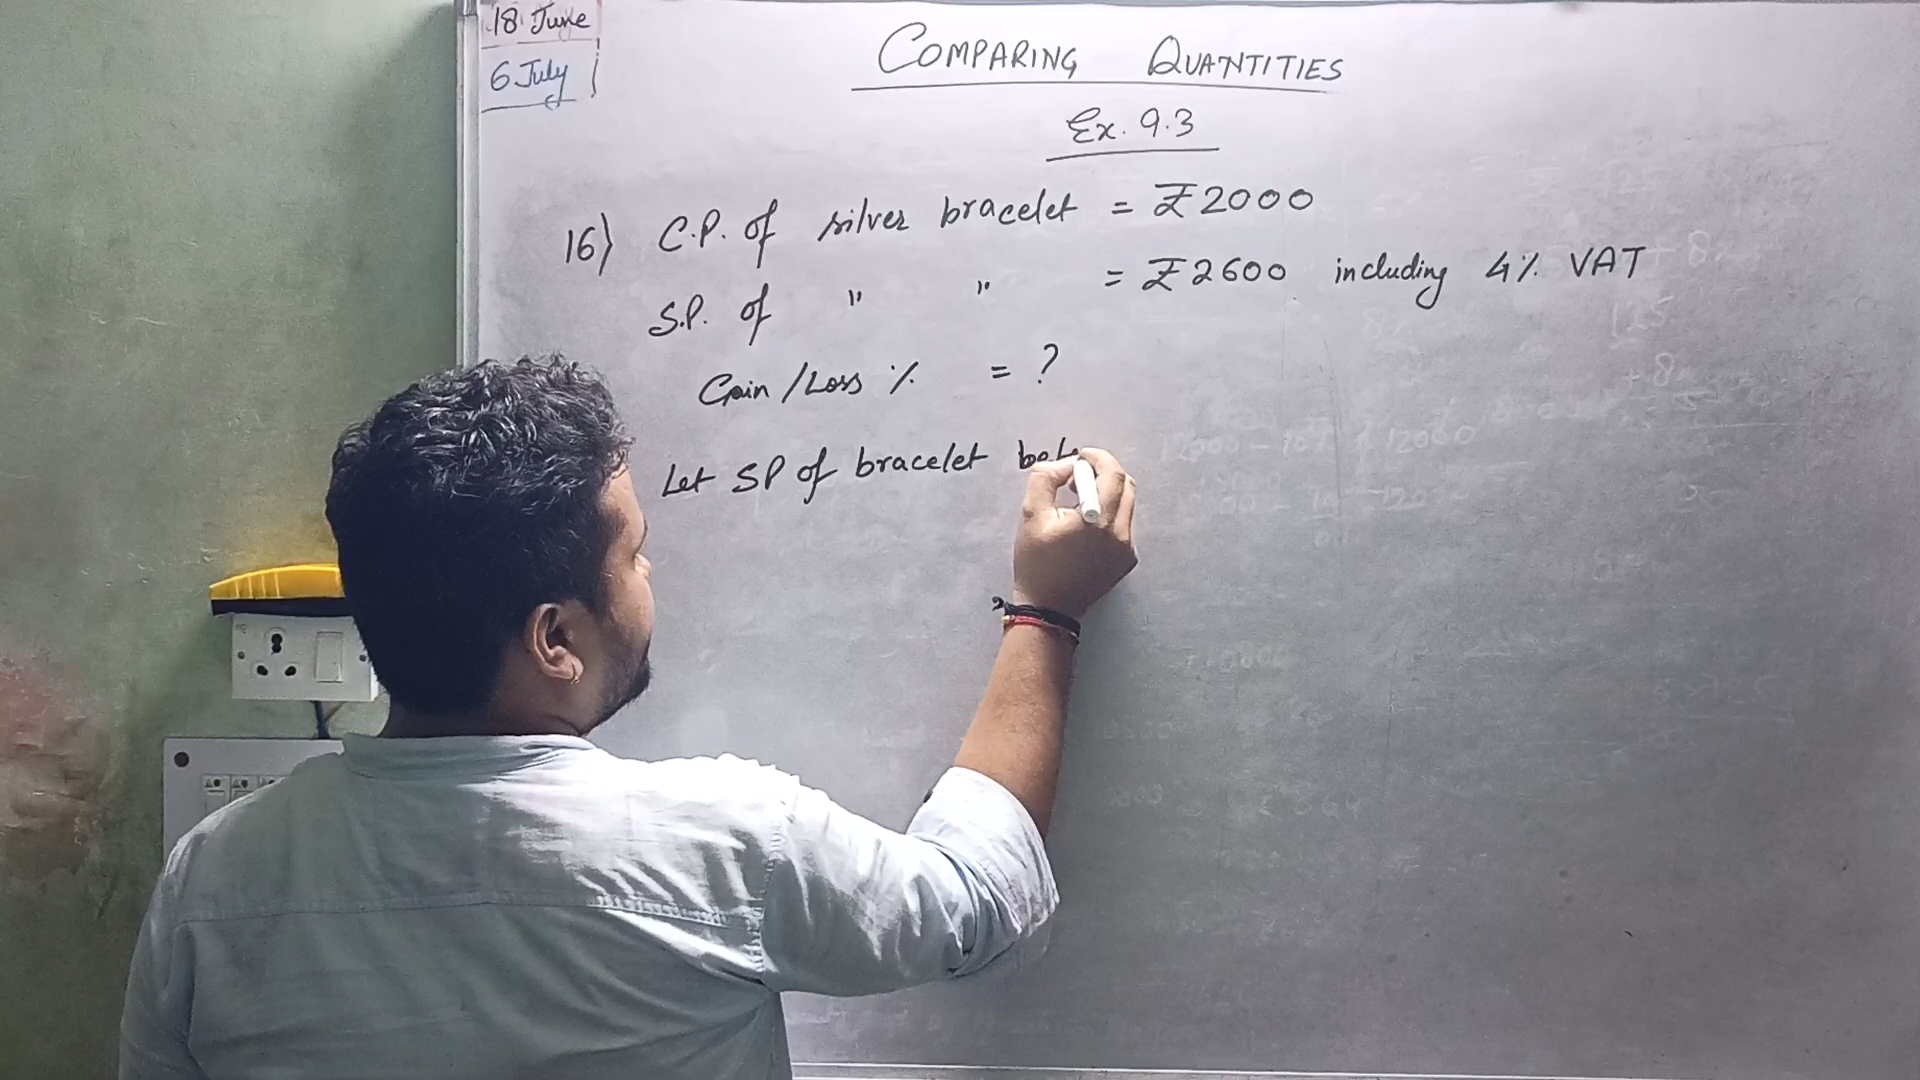 18 June
6 July
COMPARING QUANTITIES
Ex. 9.3
16) C.P. of silver bracelet = ₹2000
S.P. of " " = ₹2600 including 4% VAT
Gain/Loss % = ?
Let SP of bracelet